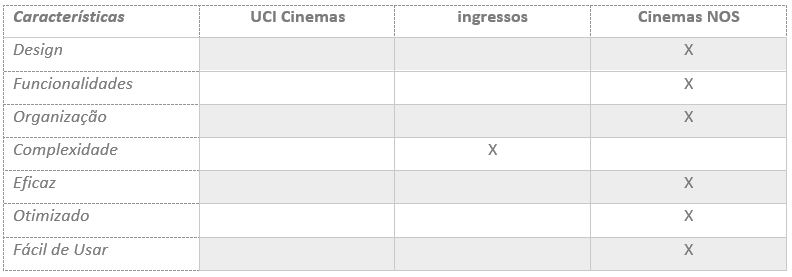 Características UCI Cinemas ingressos Cinemas NOS
Design X
Funcionalidades X
Organização X
Complexidade X
Eficaz X
Otimizado X
Fácil de Usar X